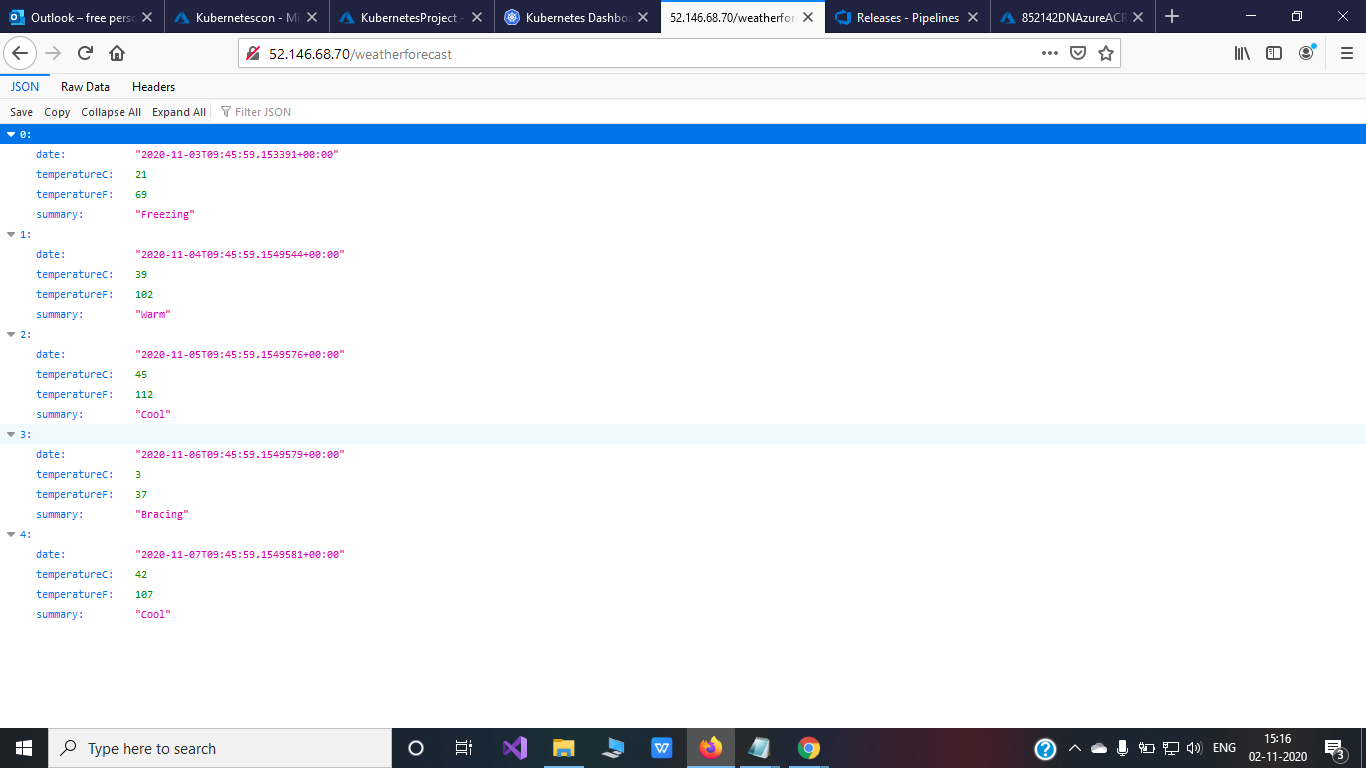 Outlook – free perso
Kubernetescon - Mi
KubernetesProject -
Kubernetes Dashboa
52.146.68.70/weatherfore
Releases - Pipelines
852142DNAzureACR
52.146.68.70/weatherforecast
JSON Raw Data Headers
Save Copy Collapse All Expand All Filter JSON
0:
date: "2020-11-03T09:45:59.153391+00:00"
temperatureC: 21
temperatureF: 69
summary: "Freezing"
1:
date: "2020-11-04T09:45:59.1549544+00:00"
temperatureC: 39
temperatureF: 102
summary: "Warm"
2:
date: "2020-11-05T09:45:59.1549576+00:00"
temperatureC: 45
temperatureF: 112
summary: "Cool"
3:
date: "2020-11-06T09:45:59.1549579+00:00"
temperatureC: 3
temperatureF: 37
summary: "Bracing"
4:
date: "2020-11-07T09:45:59.1549581+00:00"
temperatureC: 42
temperatureF: 107
summary: "Cool"
Type here to search
ENG
15:16
02-11-2020
3